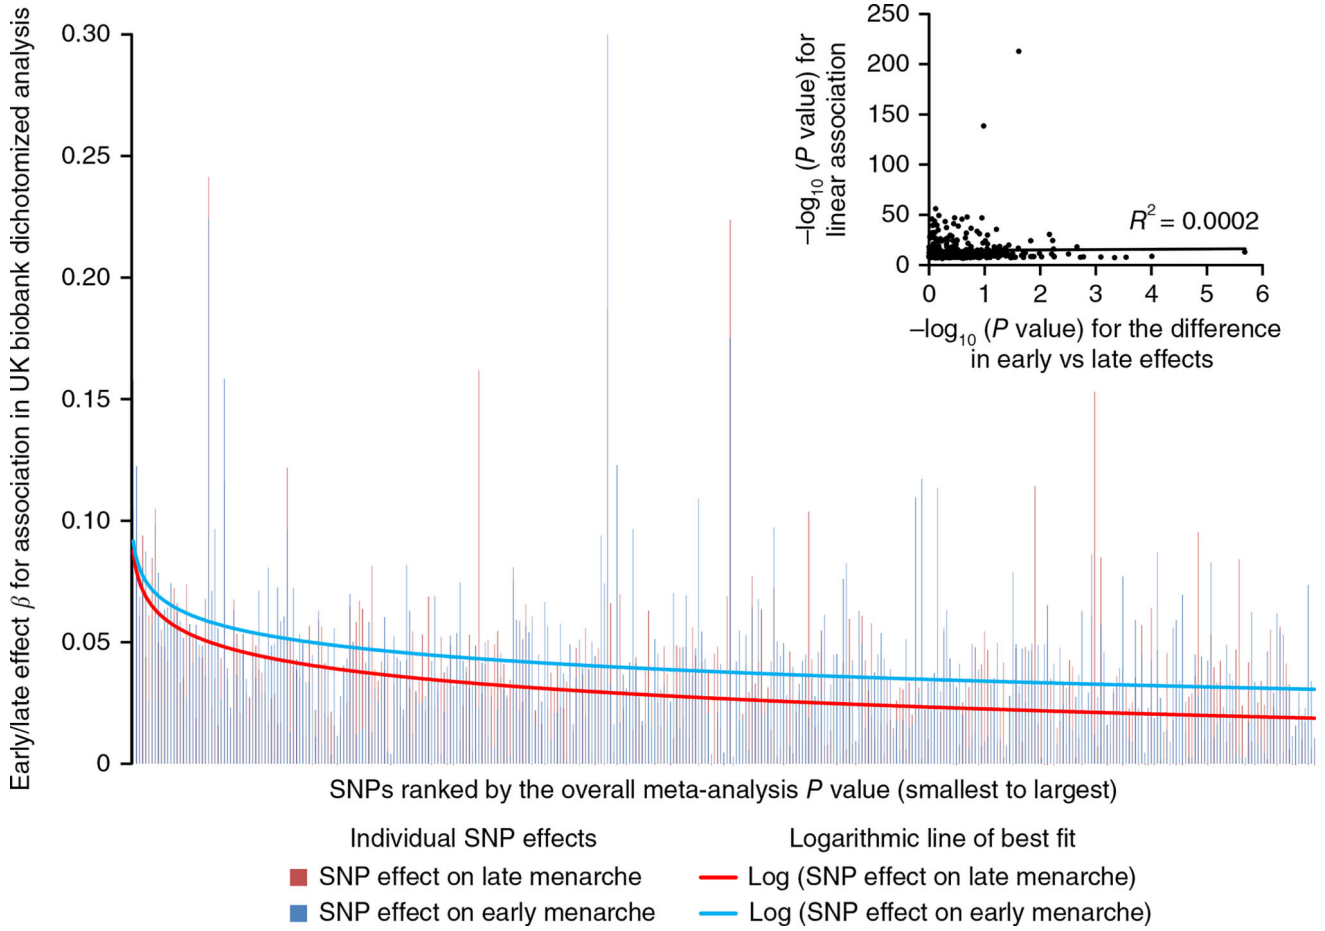 Early/late effect β for association in UK biobank dichotomized analysis
0.30
0.25
0.20
0.15
0.10
0.05
0
SNPs ranked by the overall meta-analysis P value (smallest to largest)
–log10 (P value) for
linear association
250
200
150
100
50
0
R2 = 0.0002
0 1 2 3 4 5 6
–log10 (P value) for the difference
in early vs late effects
Individual SNP effects
SNP effect on late menarche
SNP effect on early menarche
Logarithmic line of best fit
Log (SNP effect on late menarche)
Log (SNP effect on early menarche)